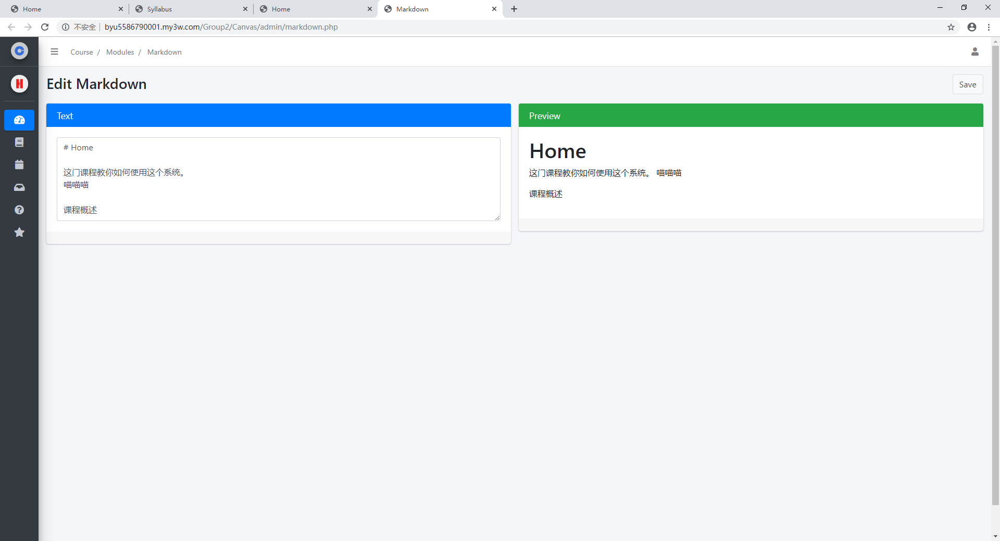 Home
Syllabus
Home
Markdown
不安全
byu5586790001.my3w.com/Group2/Canvas/admin/markdown.php
Course / Modules / Markdown
Edit Markdown
Save
Text
# Home
这门课程教你如何使用这个系统。
喵喵喵
课程概述
Preview
Home
这门课程教你如何使用这个系统。 喵喵喵
课程概述